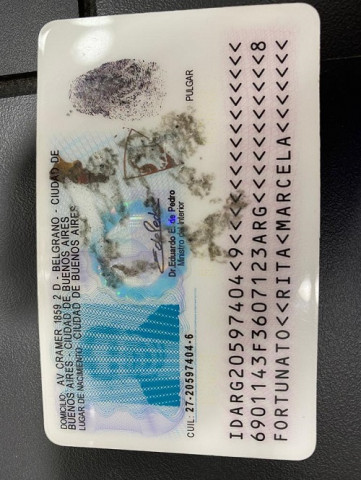 DOMICILIO: AV CRAMER 1859 2 D - BELGRANO - CIUDAD DE
BUENOS AIRES - CIUDAD DE BUENOS AIRES
LUGAR DE NACIMIENTO: CIUDAD DE BUENOS AIRES
Dr. Eduardo E. de Pedro
Ministro del Interior
PULGAR
CUIL: 27-20597404-6
IDARG20597404<9<<<<<<<<<<<<<<<
6901143F3607123ARG<<<<<<<<<<<8
FORTUNATO<<RITA<MARCELA<<<<<<<